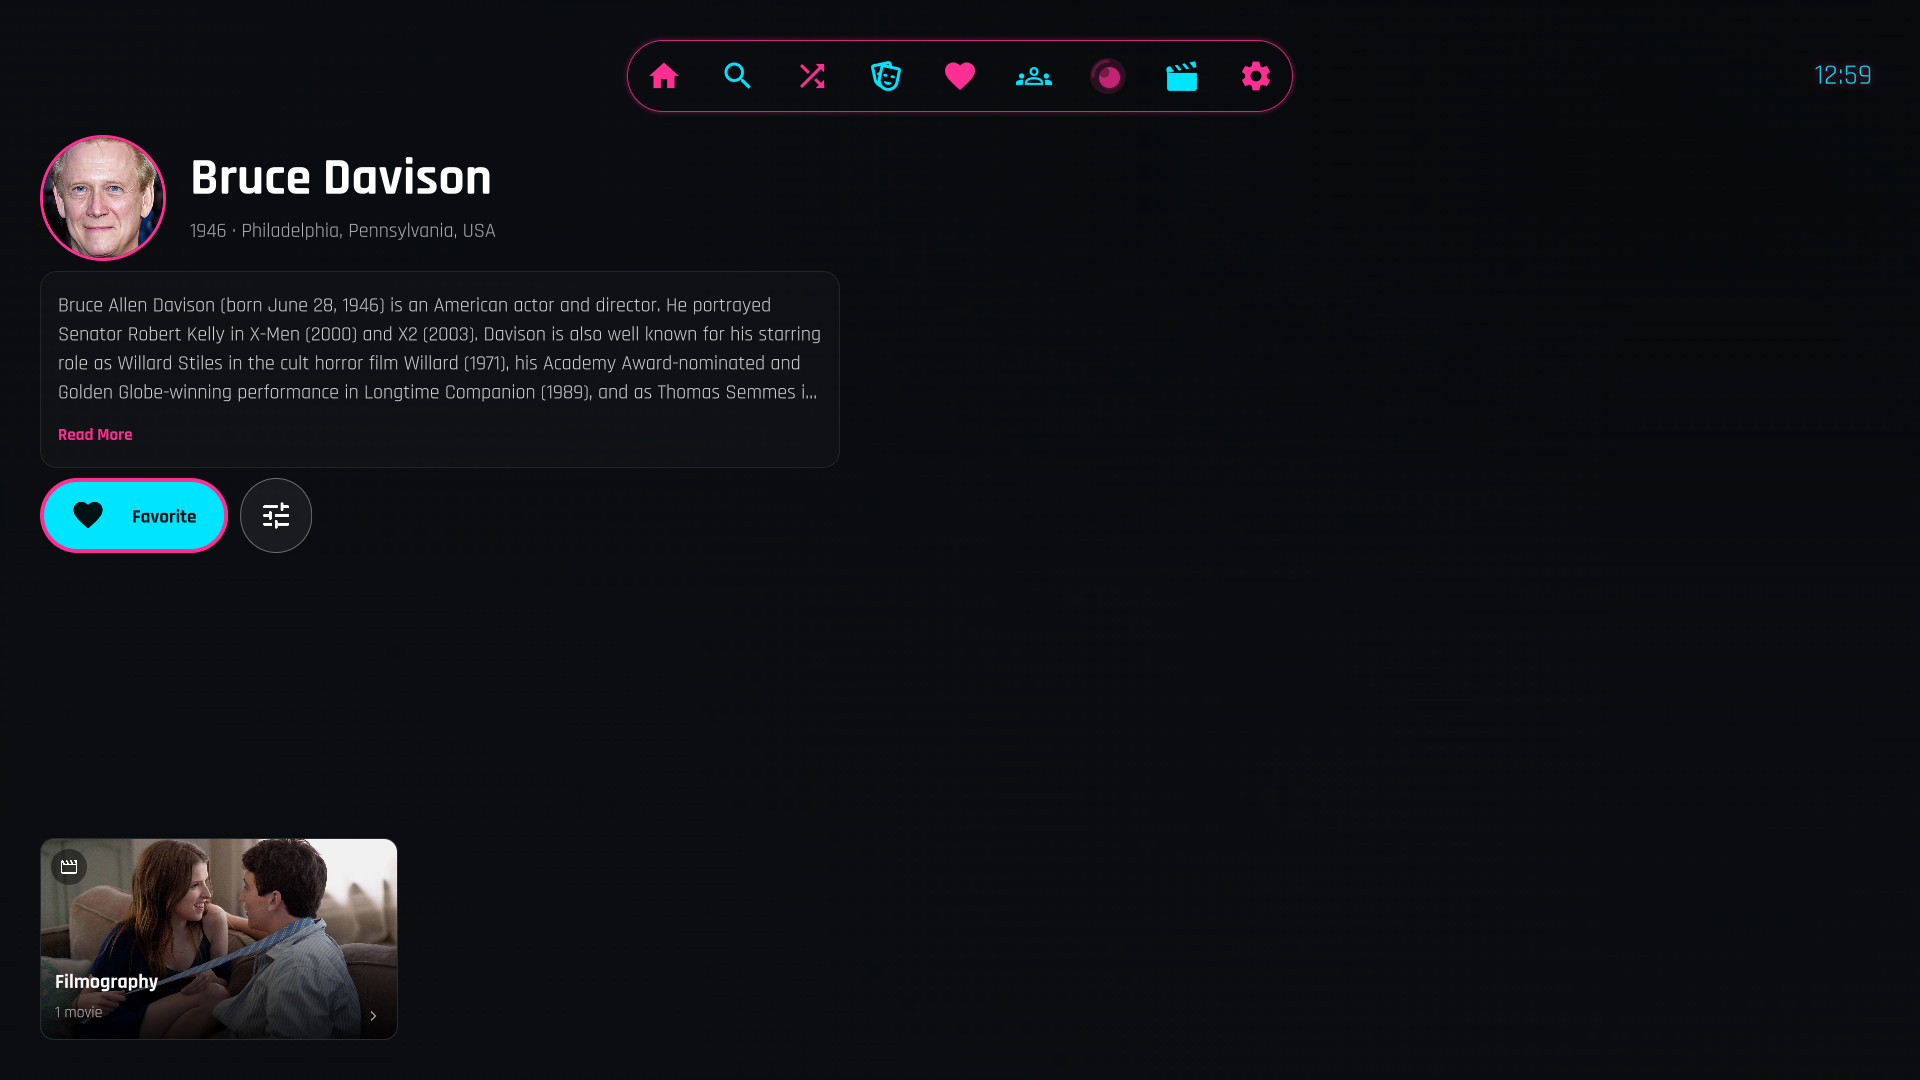 12:59
Bruce Davison
1946 · Philadelphia, Pennsylvania, USA
Bruce Allen Davison (born June 28, 1946) is an American actor and director. He portrayed
Senator Robert Kelly in X-Men (2000) and X2 (2003). Davison is also well known for his starring
role as Willard Stiles in the cult horror film Willard (1971), his Academy Award-nominated and
Golden Globe-winning performance in Longtime Companion (1989), and as Thomas Semmes i...
Read More
Favorite
Filmography
1 movie